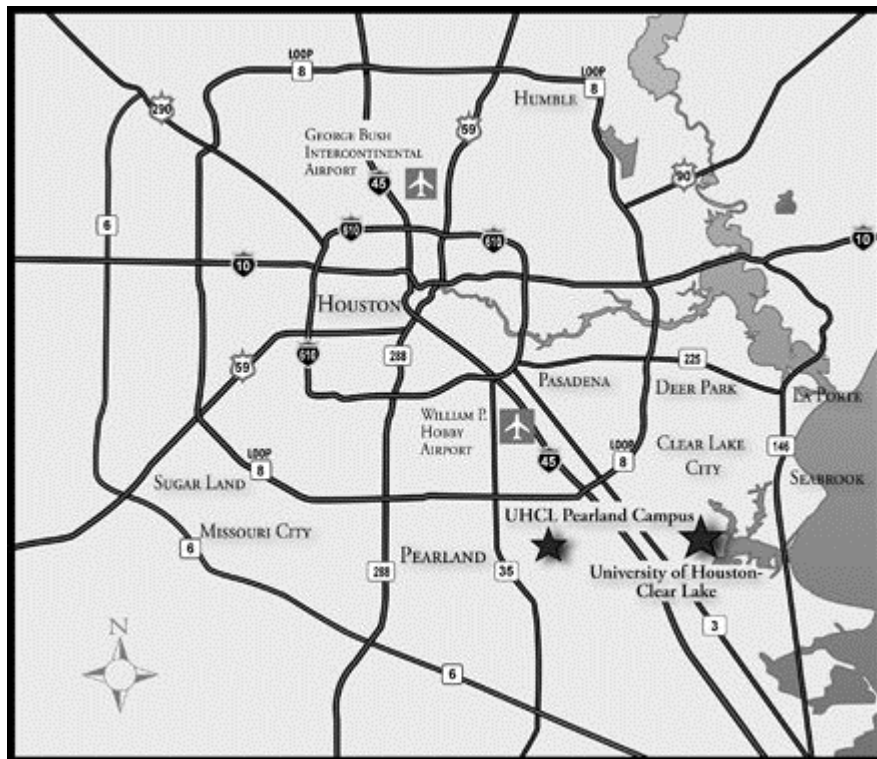 LOOP
8
LOOP
8
HUMBLE
290
59
GEORGE BUSH
INTERCONTINENTAL
AIRPORT
45
90
6
610
610
10
10
HOUSTON
59
610
288
225
PASADENA
DEER PARK
LA PORTE
WILLIAM P.
HOBBY
AIRPORT
45
LOOP
8
CLEAR LAKE
CITY
146
SEABROOK
LOOP
8
SUGAR LAND
UHCL Pearland Campus
MISSOURI CITY
6
PEARLAND
288
35
University of Houston-
Clear Lake
3
N
6